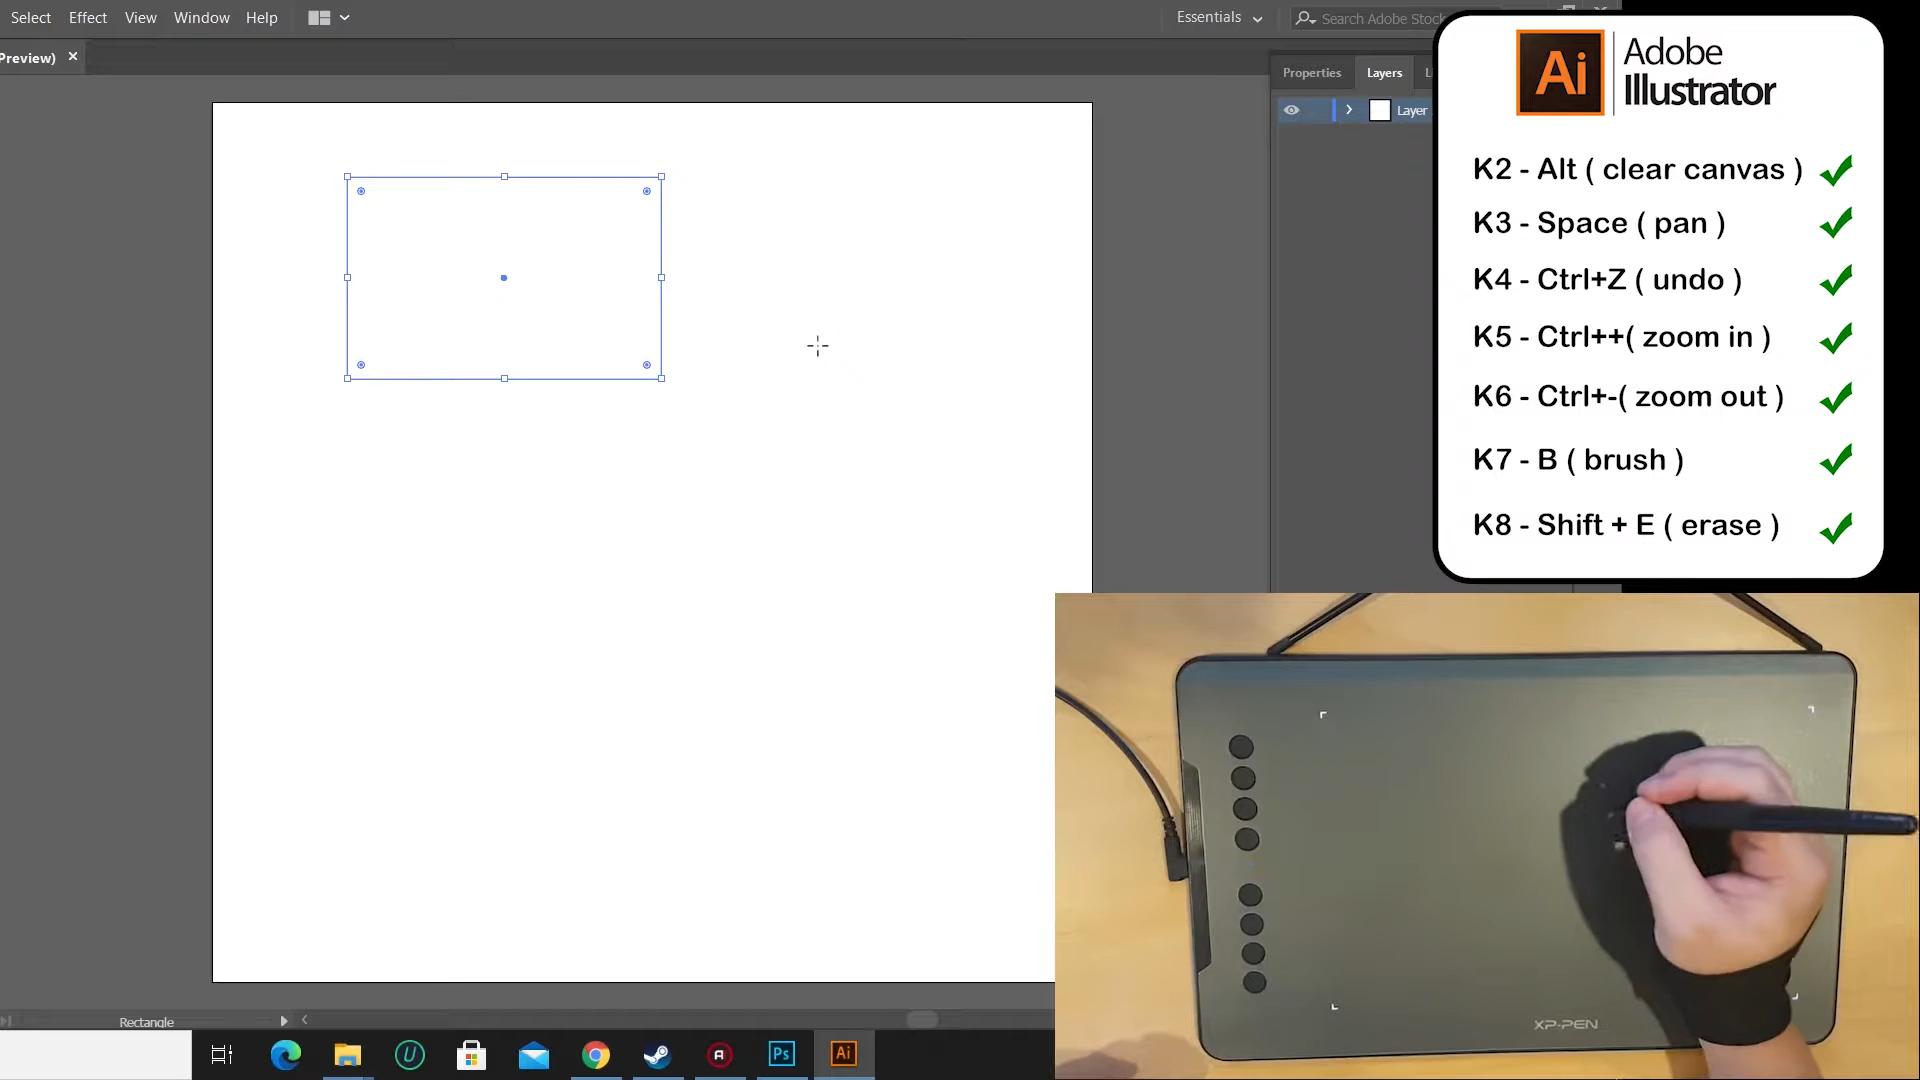 Select Effect View Window Help
Essentials
Search Adobe Stock
Preview) ×
Properties Layers
Layer
Ai Adobe
Illustrator
K2 - Alt ( clear canvas )
K3 - Space ( pan )
K4 - Ctrl+Z ( undo )
K5 - Ctrl++( zoom in )
K6 - Ctrl+-( zoom out )
K7 - B ( brush )
K8 - Shift + E ( erase )
XP-PEN
Rectangle
U
Ps
Ai